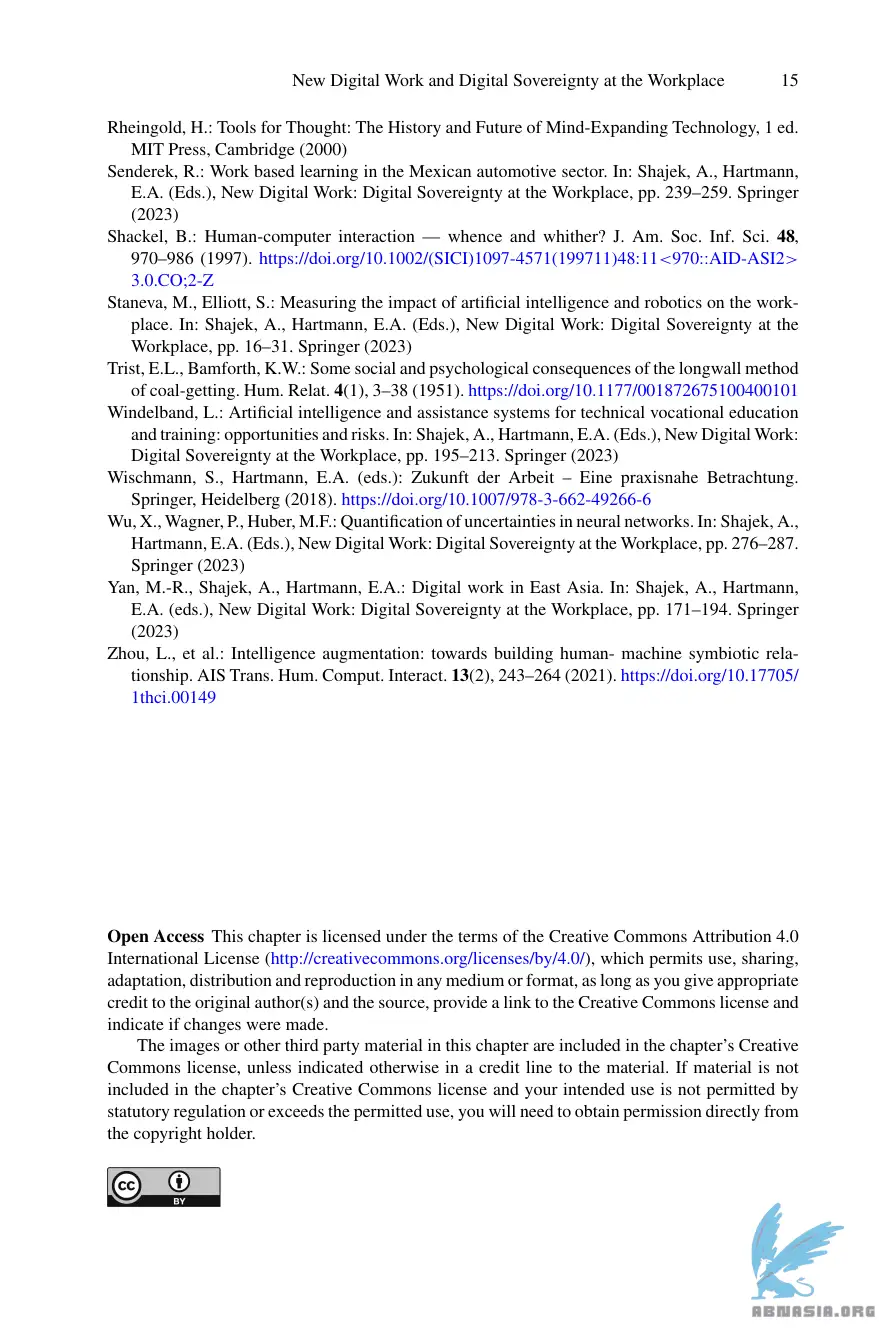 New Digital Work and Digital Sovereignty at the Workplace 15
Rheingold, H.: Tools for Thought: The History and Future of Mind-Expanding Technology, 1 ed.
MIT Press, Cambridge (2000)
Senderek, R.: Work based learning in the Mexican automotive sector. In: Shajek, A., Hartmann,
E.A. (Eds.), New Digital Work: Digital Sovereignty at the Workplace, pp. 239–259. Springer
(2023)
Shackel, B.: Human-computer interaction — whence and whither? J. Am. Soc. Inf. Sci. 48,
970–986 (1997). https://doi.org/10.1002/(SICI)1097-4571(199711)48:11<970::AID-ASI2>
3.0.CO;2-Z
Staneva, M., Elliott, S.: Measuring the impact of artificial intelligence and robotics on the work-
place. In: Shajek, A., Hartmann, E.A. (Eds.), New Digital Work: Digital Sovereignty at the
Workplace, pp. 16–31. Springer (2023)
Trist, E.L., Bamforth, K.W.: Some social and psychological consequences of the longwall method
of coal-getting. Hum. Relat. 4(1), 3–38 (1951). https://doi.org/10.1177/001872675100400101
Windelband, L.: Artificial intelligence and assistance systems for technical vocational education
and training: opportunities and risks. In: Shajek, A., Hartmann, E.A. (Eds.), New Digital Work:
Digital Sovereignty at the Workplace, pp. 195–213. Springer (2023)
Wischmann, S., Hartmann, E.A. (eds.): Zukunft der Arbeit – Eine praxisnahe Betrachtung.
Springer, Heidelberg (2018). https://doi.org/10.1007/978-3-662-49266-6
Wu, X., Wagner, P., Huber, M.F.: Quantification of uncertainties in neural networks. In: Shajek, A.,
Hartmann, E.A. (Eds.), New Digital Work: Digital Sovereignty at the Workplace, pp. 276–287.
Springer (2023)
Yan, M.-R., Shajek, A., Hartmann, E.A.: Digital work in East Asia. In: Shajek, A., Hartmann,
E.A. (eds.), New Digital Work: Digital Sovereignty at the Workplace, pp. 171–194. Springer
(2023)
Zhou, L., et al.: Intelligence augmentation: towards building human- machine symbiotic rela-
tionship. AIS Trans. Hum. Comput. Interact. 13(2), 243–264 (2021). https://doi.org/10.17705/
1thci.00149
Open Access This chapter is licensed under the terms of the Creative Commons Attribution 4.0
International License (http://creativecommons.org/licenses/by/4.0/), which permits use, sharing,
adaptation, distribution and reproduction in any medium or format, as long as you give appropriate
credit to the original author(s) and the source, provide a link to the Creative Commons license and
indicate if changes were made.
The images or other third party material in this chapter are included in the chapter's Creative
Commons license, unless indicated otherwise in a credit line to the material. If material is not
included in the chapter's Creative Commons license and your intended use is not permitted by
statutory regulation or exceeds the permitted use, you will need to obtain permission directly from
the copyright holder.
cc
BY
ABNASIA.ORG